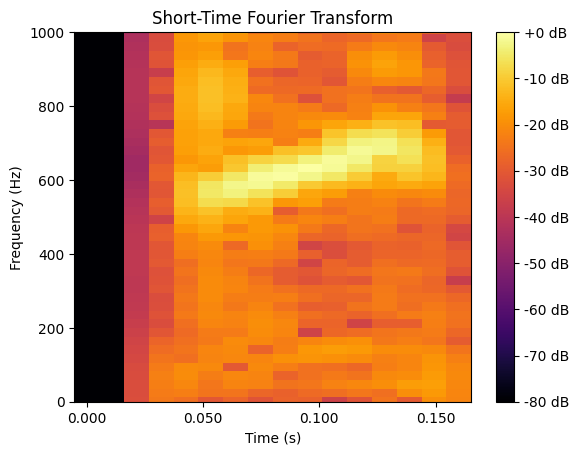 Short-Time Fourier Transform
1000
800
600
400
200
0
Frequency (Hz)
0.000
0.050
0.100
0.150
Time (s)
+0 dB
-10 dB
-20 dB
-30 dB
-40 dB
-50 dB
-60 dB
-70 dB
-80 dB